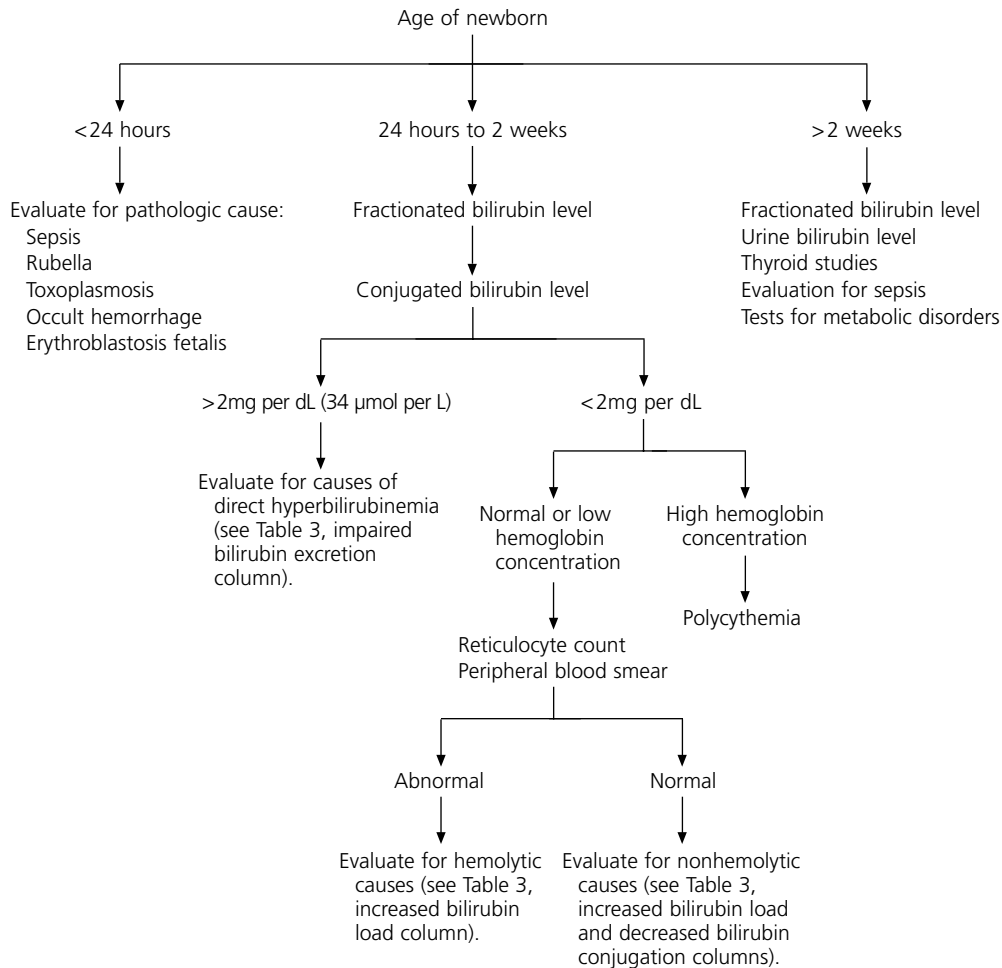 Age of newborn
<24 hours
24 hours to 2 weeks
>2 weeks
Evaluate for pathologic cause:
Sepsis
Rubella
Toxoplasmosis
Occult hemorrhage
Erythroblastosis fetalis
Fractionated bilirubin level
Conjugated bilirubin level
Fractionated bilirubin level
Urine bilirubin level
Thyroid studies
Evaluation for sepsis
Tests for metabolic disorders
>2mg per dL (34 µmol per L)
<2mg per dL
Evaluate for causes of
direct hyperbilirubinemia
(see Table 3, impaired
bilirubin excretion
column).
Normal or low
hemoglobin
concentration
High hemoglobin
concentration
Polycythemia
Reticulocyte count
Peripheral blood smear
Abnormal
Normal
Evaluate for hemolytic
causes (see Table 3,
increased bilirubin
load column).
Evaluate for nonhemolytic
causes (see Table 3,
increased bilirubin load
and decreased bilirubin
conjugation columns).